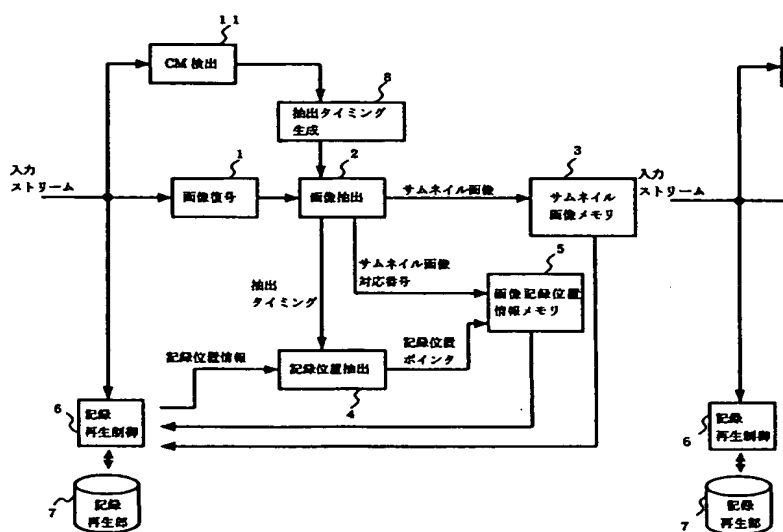 11
CM検出
8
抽出タイミング
生成
入力
ストリーム
1
画像復号
2
画像抽出
サムネイル画像
3
サムネイル
画像メモリ
抽出
タイミング
サムネイル画像
対応番号
5
画像記録位置
情報メモリ
記録位置情報
記録位置抽出
4
記録位置
ポインタ
6
記録
再生制御
7
記録
再生部
入力
ストリーム
6
記録
再生制御
7
記録
再生部